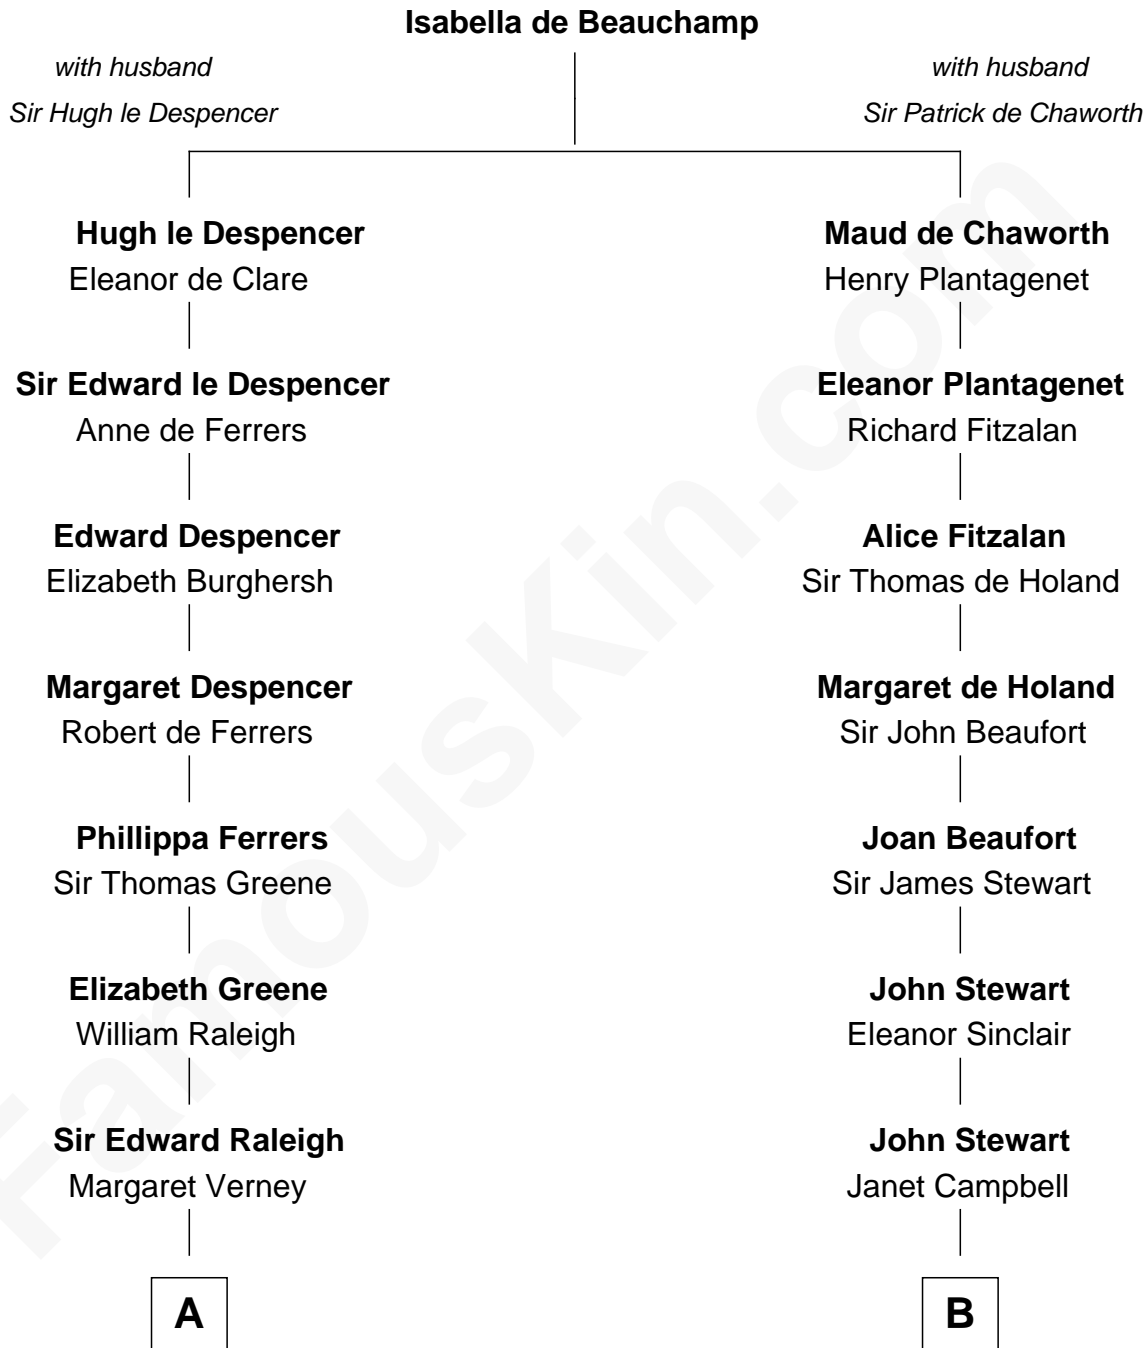 Isabella de Beauchamp
with husband
Sir Hugh le Despencer
with husband
Sir Patrick de Chaworth
Hugh le Despencer
Eleanor de Clare
Maud de Chaworth
Henry Plantagenet
Sir Edward le Despencer
Anne de Ferrers
Eleanor Plantagenet
Richard Fitzalan
Edward Despencer
Elizabeth Burghersh
Alice Fitzalan
Sir Thomas de Holand
Margaret Despencer
Robert de Ferrers
Margaret de Holand
Sir John Beaufort
Phillippa Ferrers
Sir Thomas Greene
Joan Beaufort
Sir James Stewart
Elizabeth Greene
William Raleigh
John Stewart
Eleanor Sinclair
Sir Edward Raleigh
Margaret Verney
John Stewart
Janet Campbell
A
B
FamousKin.com